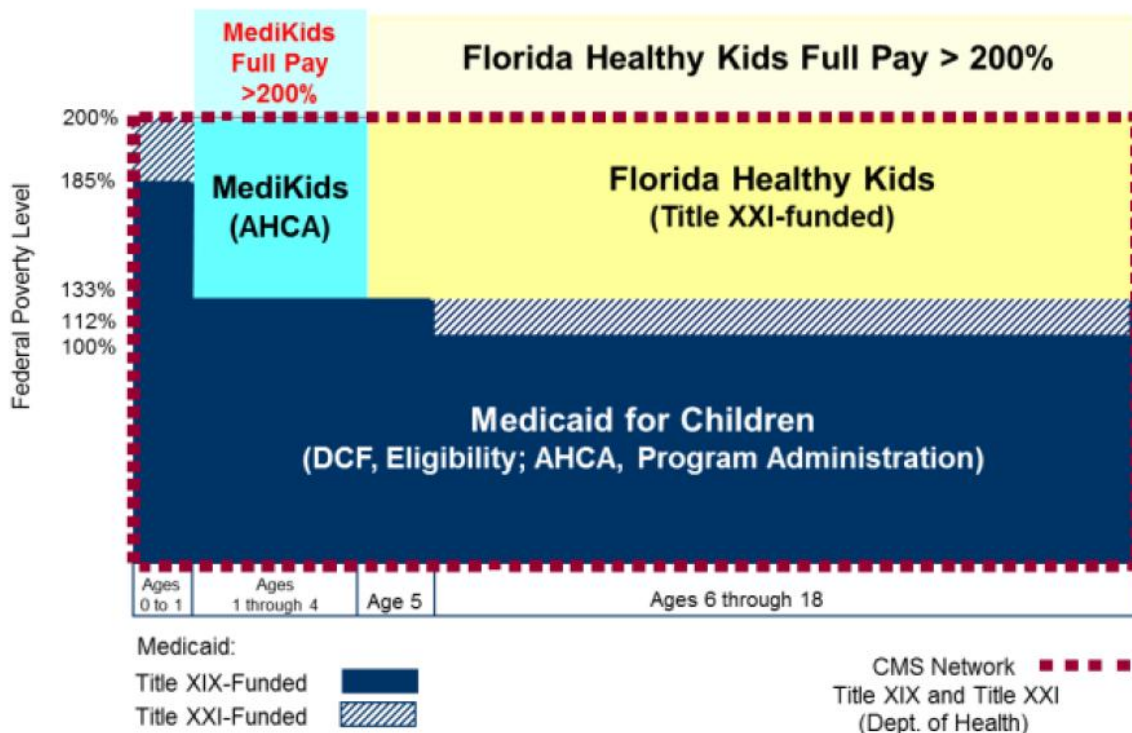 MediKids
Full Pay
>200%
Florida Healthy Kids Full Pay > 200%
200%
185%
133%
112%
100%
Federal Poverty Level
MediKids
(AHCA)
Florida Healthy Kids
(Title XXI-funded)
Medicaid for Children
(DCF, Eligibility; AHCA, Program Administration)
Ages
0 to 1
Ages
1 through 4
Age 5
Ages 6 through 18
Medicaid:
Title XIX-Funded
Title XXI-Funded
CMS Network
Title XIX and Title XXI
(Dept. of Health)